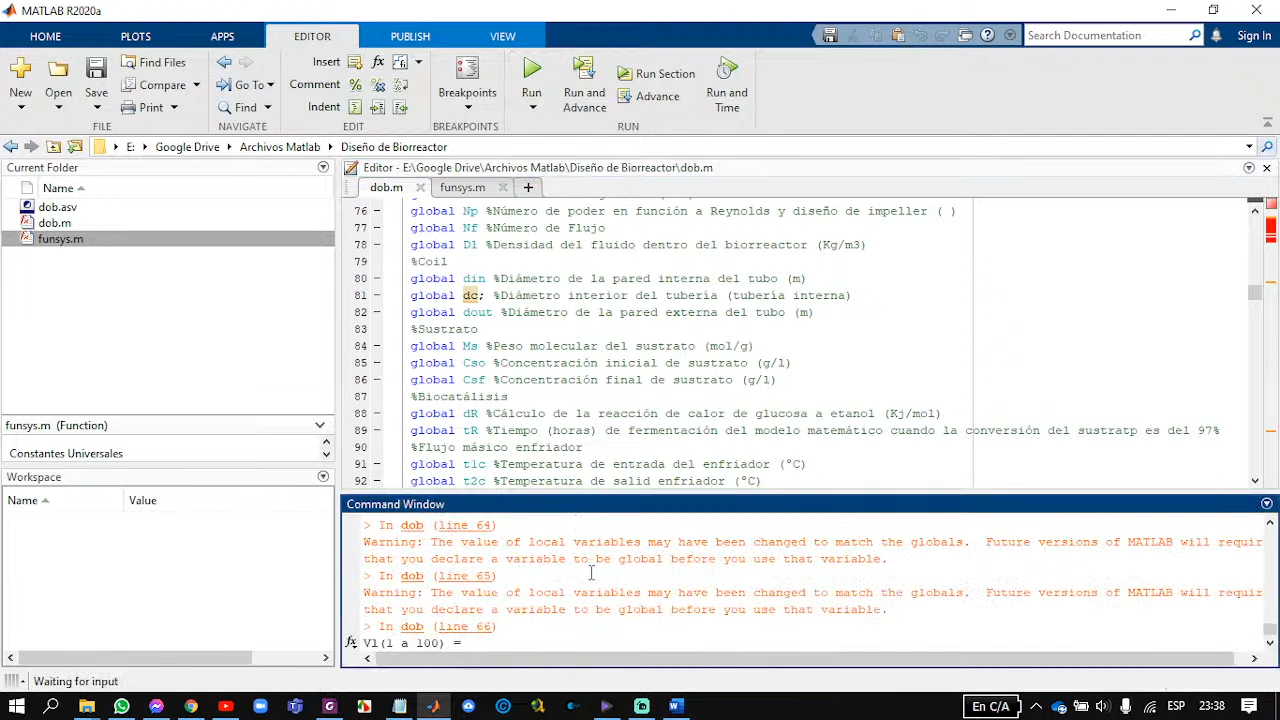 MATLAB R2020a
HOME PLOTS APPS EDITOR PUBLISH VIEW Search Documentation Sign In
New Open Save Find Files Compare Print Go To Find Insert Comment Indent Breakpoints Run Run and Advance Run Section Advance Run and Time
FILE NAVIGATE EDIT BREAKPOINTS RUN
E: Google Drive Archivos Matlab Diseño de Biorreactor
Current Folder
Name
dob.asv
dob.m
funsys.m
funsys.m (Function)
Constantes Universales
Workspace
Name Value
Editor - E:\Google Drive\Archivos Matlab\Diseño de Biorreactor\dob.m
dob.m funsys.m
76 global Np %Número de poder en función a Reynolds y diseño de impeller ( )
77 global Nf %Número de Flujo
78 global Dl %Densidad del fluido dentro del biorreactor (Kg/m3)
79 %Coil
80 global din %Diámetro de la pared interna del tubo (m)
81 global dc; %Diámetro interior del tubería (tubería interna)
82 global dout %Diámetro de la pared externa del tubo (m)
83 %Sustrato
84 global Ms %Peso molecular del sustrato (mol/g)
85 global Cso %Concentración inicial de sustrato (g/l)
86 global Csf %Concentración final de sustrato (g/l)
87 %Biocatálisis
88 global dR %Cálculo de la reacción de calor de glucosa a etanol (Kj/mol)
89 global tR %Tiempo (horas) de fermentación del modelo matemático cuando la conversión del sustratp es del 97%
90 %Flujo másico enfriador
91 global t1c %Temperatura de entrada del enfriador (°C)
92 global t2c %Temperatura de salid enfriador (°C)
Command Window
> In dob (line 64)
Warning: The value of local variables may have been changed to match the globals. Future versions of MATLAB will requir
that you declare a variable to be global before you use that variable.
> In dob (line 65)
Warning: The value of local variables may have been changed to match the globals. Future versions of MATLAB will requir
that you declare a variable to be global before you use that variable.
> In dob (line 66)
fx Vl(l a 100) =
Waiting for input
En C/A ESP 23:38